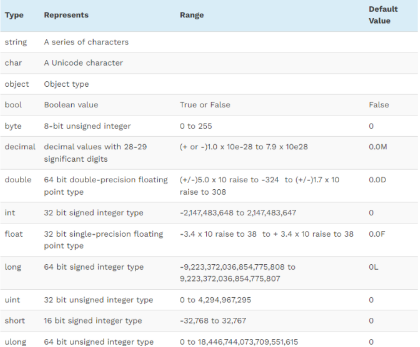 Type Represents Range Default
Value
string A series of characters
char A Unicode character
object Object type
bool Boolean value True or False False
byte 8-bit unsigned integer 0 to 255 0
decimal decimal values with 28-29 (+ or -)1.0 x 10e-28 to 7.9 x 10e28 0.0M
significant digits
double 64 bit double-precision floating (+/-)5.0 x 10 raise to -324 to (+/-)1.7 x 10 0.0D
point type raise to 308
int 32 bit signed integer type -2,147,483,648 to 2,147,483,647 0
float 32 bit single-precision floating -3.4 x 10 raise to 38 to + 3.4 x 10 raise to 38 0.0F
point type
long 64 bit signed integer type -9,223,372,036,854,775,808 to 0L
9,223,372,036,854,775,807
uint 32 bit unsigned integer type 0 to 4,294,967,295 0
short 16 bit signed integer type -32,768 to 32,767 0
ulong 64 bit unsigned integer type 0 to 18,446,744,073,709,551,615 0